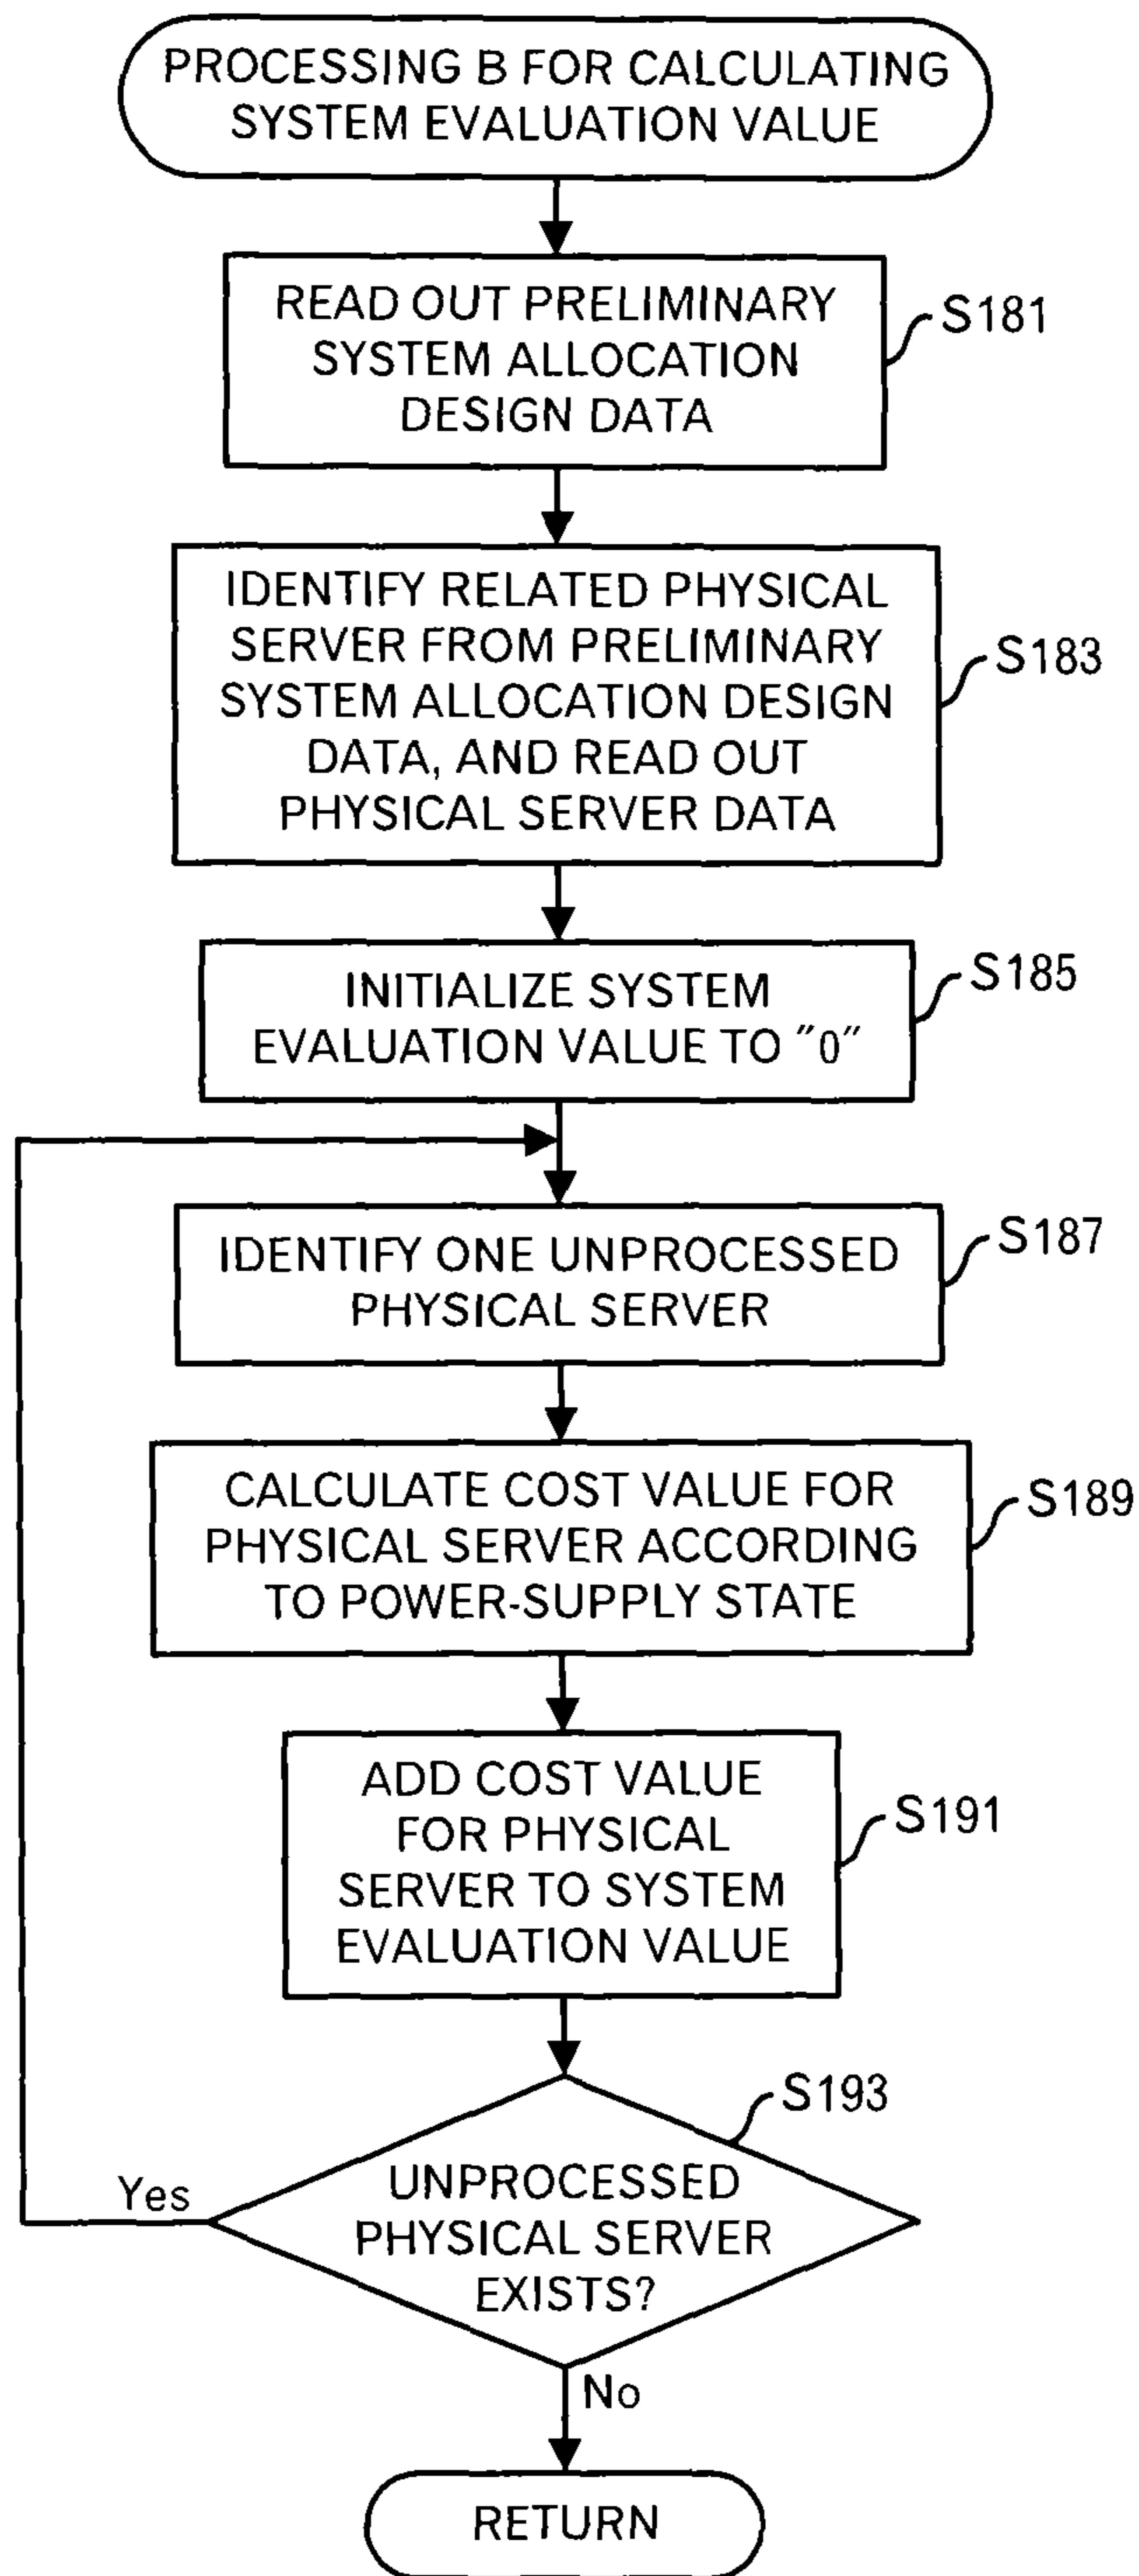 PROCESSING B FOR CALCULATING
SYSTEM EVALUATION VALUE
READ OUT PRELIMINARY
SYSTEM ALLOCATION
DESIGN DATA
S181
IDENTIFY RELATED PHYSICAL
SERVER FROM PRELIMINARY
SYSTEM ALLOCATION DESIGN
DATA, AND READ OUT
PHYSICAL SERVER DATA
S183
INITIALIZE SYSTEM
EVALUATION VALUE TO "0"
S185
IDENTIFY ONE UNPROCESSED
PHYSICAL SERVER
S187
CALCULATE COST VALUE FOR
PHYSICAL SERVER ACCORDING
TO POWER-SUPPLY STATE
S189
ADD COST VALUE
FOR PHYSICAL
SERVER TO SYSTEM
EVALUATION VALUE
S191
S193
UNPROCESSED
PHYSICAL SERVER
EXISTS?
Yes
No
RETURN